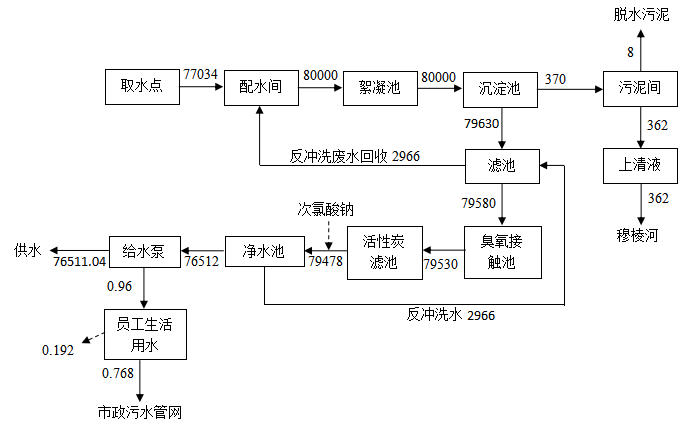 脱水污泥
8
77034
80000
80000
370
取水点
配水间
絮凝池
沉淀池
污泥间
79630
362
反冲洗废水回收 2966
滤池
上清液
79580
362
次氯酸钠
穆棱河
供水
给水泵
净水池
活性炭
滤池
臭氧接
触池
76511.04
76512
79478
79530
0.96
反冲洗水 2966
员工生活
用水
0.192
0.768
市政污水管网